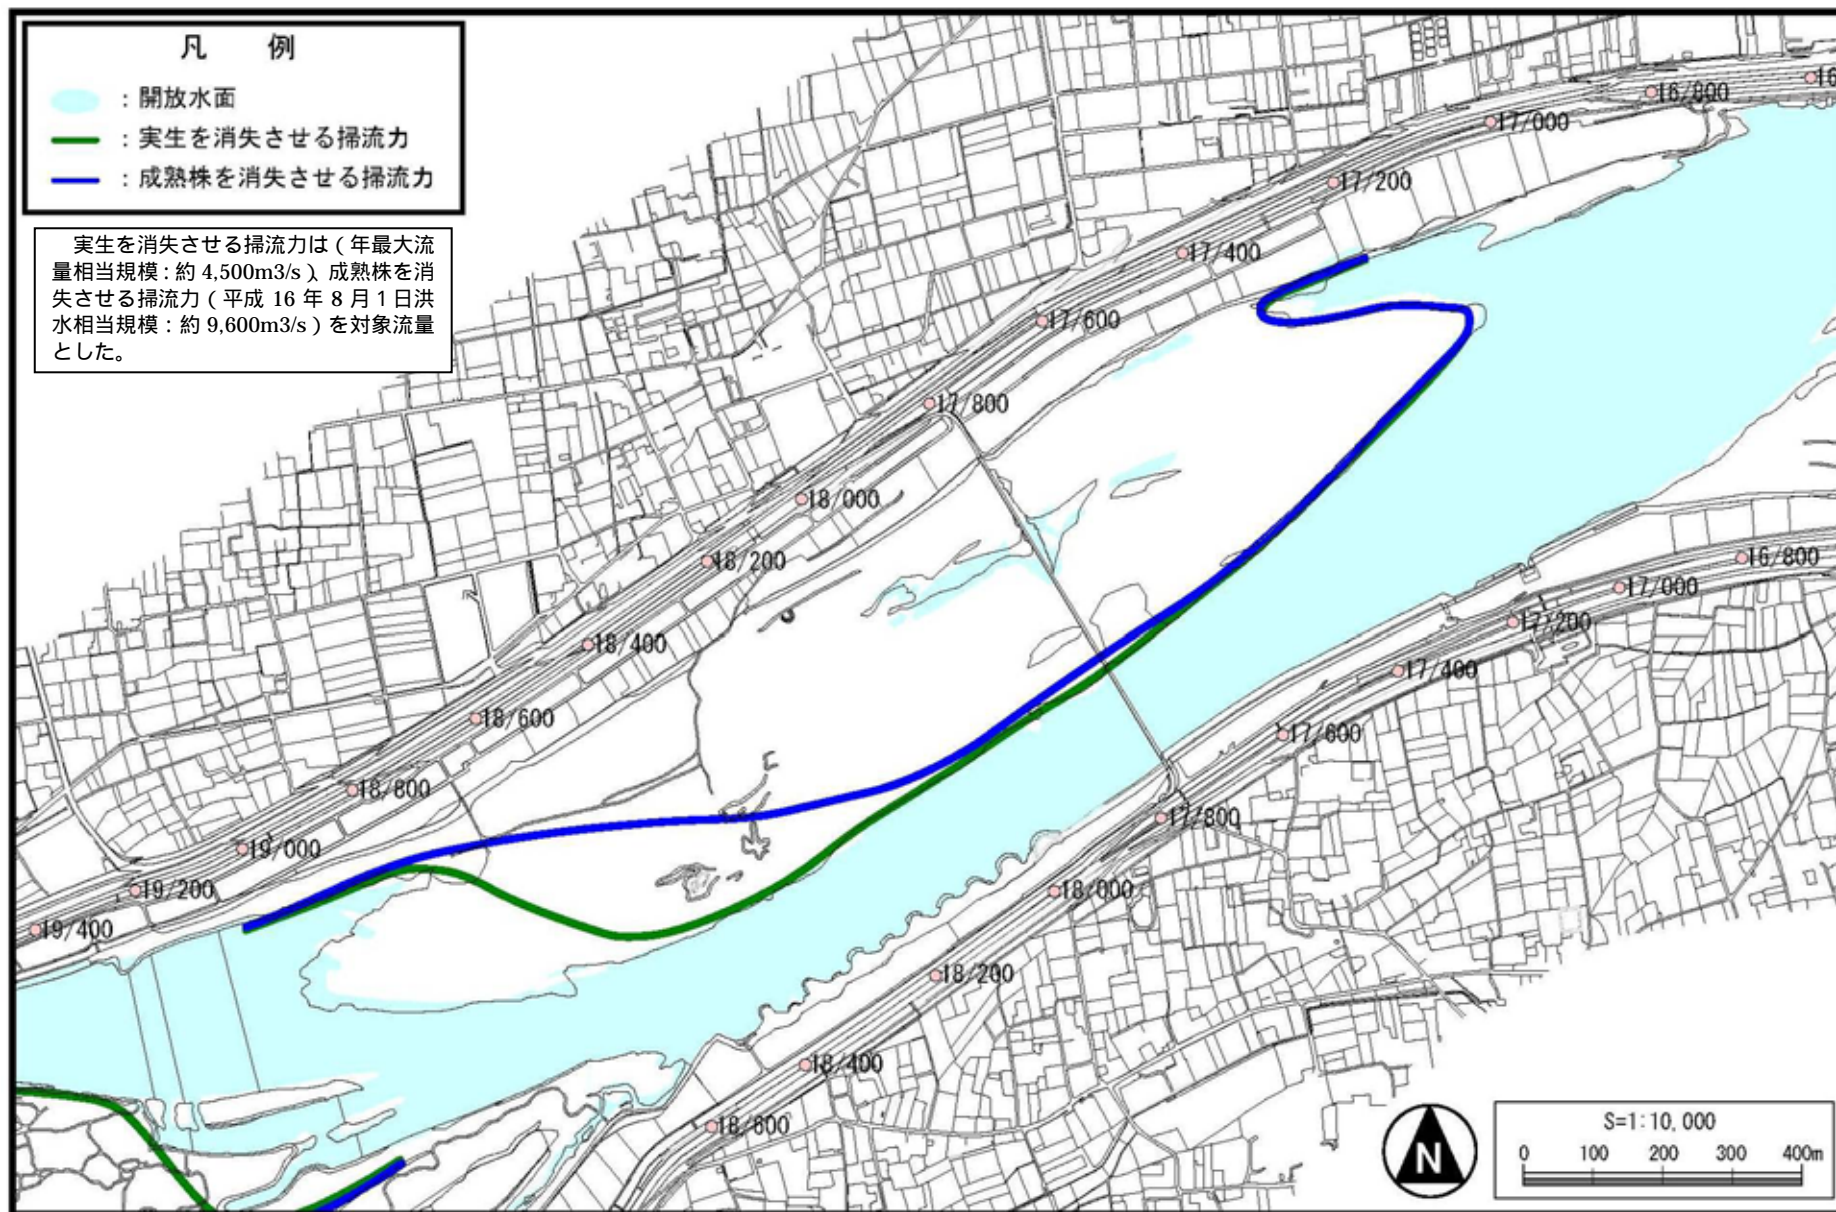 凡 例
: 開放水面
: 実生を消失させる掃流力
: 成熟株を消失させる掃流力
実生を消失させる掃流力は(年最大流
量相当規模:約 4,500m3/s)、成熟株を消
失させる掃流力(平成 16 年 8 月1日洪
水相当規模:約 9,600m3/s)を対象流量
とした。
16
16/800
17/000
17/200
17/400
17/600
17/800
18/000
18/200
18/400
18/600
18/800
19/000
19/200
19/400
16/800
17/000
17/200
17/400
17/600
17/800
18/000
18/200
18/400
18/600
N
S=1:10,000
0 100 200 300 400m